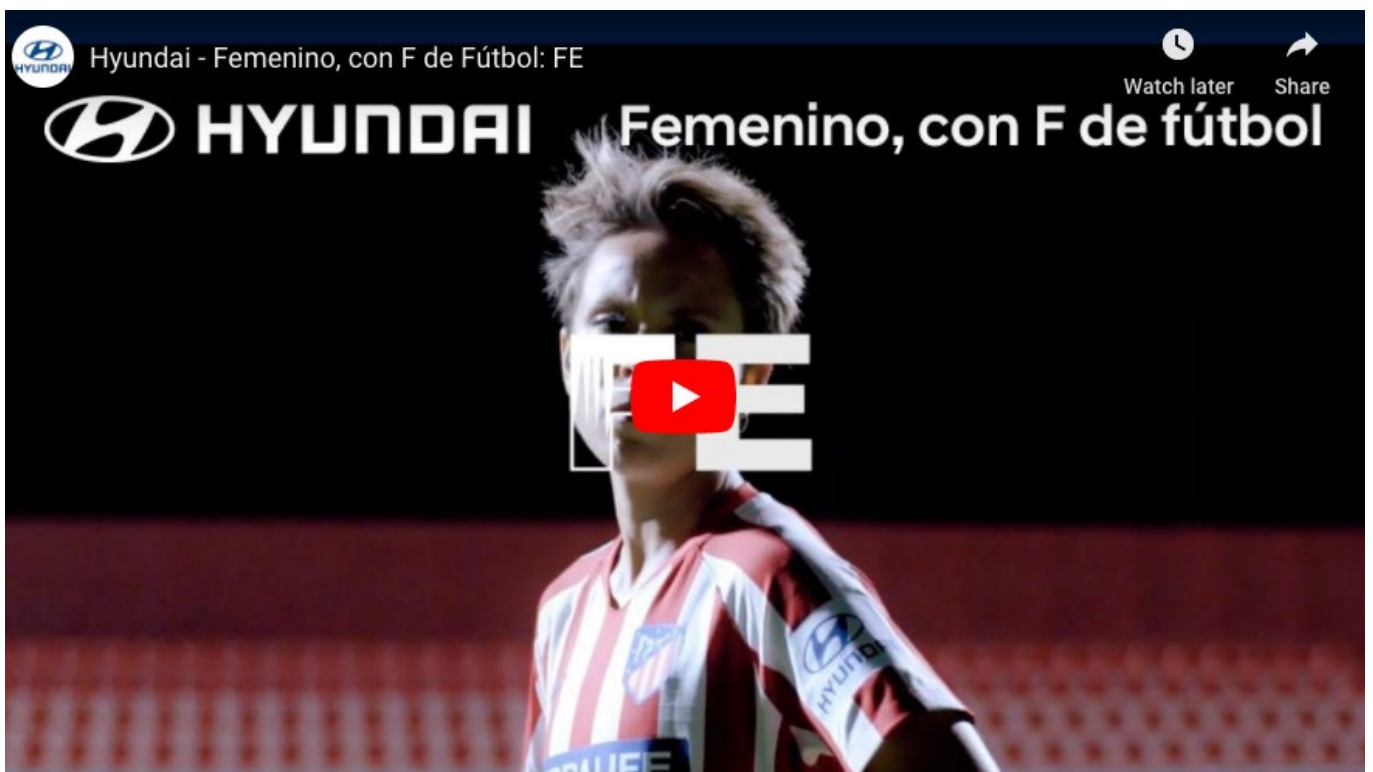 Hyundai - Femenino, con F de Fútbol: FE
HYUNDAI
Watch later
Share
HYUNDAI
Femenino, con F de fútbol
FE
HYUNDAI